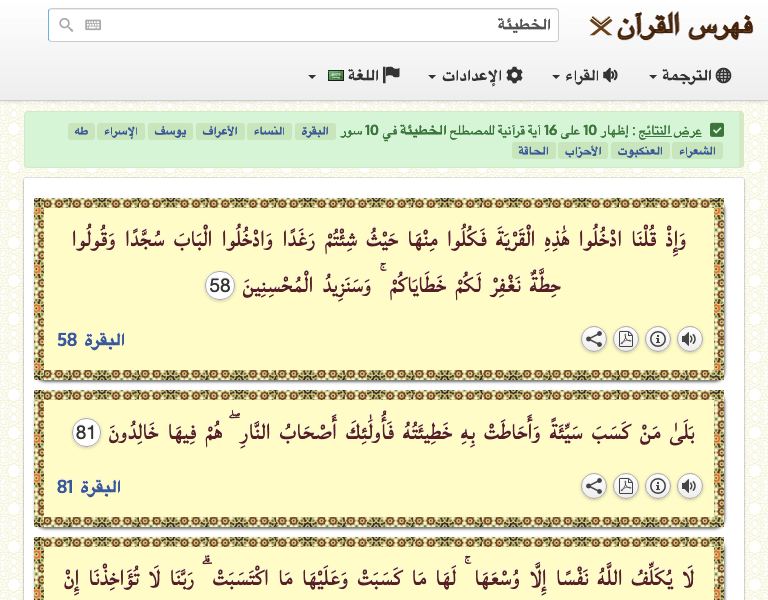 فهرس القرآن
الخطيئة
الترجمة القراء الإعدادات اللغة
عرض النتائج : إظهار 10 على 16 آية قرآنية للمصطلح الخطيئة في 10 سور البقرة النساء الأعراف يوسف الإسراء طه
الشعراء العنكبوت الأحزاب الحاقة
وَإِذْ قُلْنَا ادْخُلُوا هَٰذِهِ الْقَرْيَةَ فَكُلُوا مِنْهَا حَيْثُ شِئْتُمْ رَغَدًا وَادْخُلُوا الْبَابَ سُجَّدًا وَقُولُوا
حِطَّةٌ نَغْفِرْ لَكُمْ خَطَايَاكُمْ ۚ وَسَنَزِيدُ الْمُحْسِنِينَ 58
البقرة 58
بَلَىٰ مَنْ كَسَبَ سَيِّئَةً وَأَحَاطَتْ بِهِ خَطِيئَتُهُ فَأُولَٰئِكَ أَصْحَابُ النَّارِ ۖ هُمْ فِيهَا خَالِدُونَ 81
البقرة 81
لَا يُكَلِّفُ اللَّهُ نَفْسًا إِلَّا وُسْعَهَا ۚ لَهَا مَا كَسَبَتْ وَعَلَيْهَا مَا اكْتَسَبَتْ ۗ رَبَّنَا لَا تُؤَاخِذْنَا إِنْ